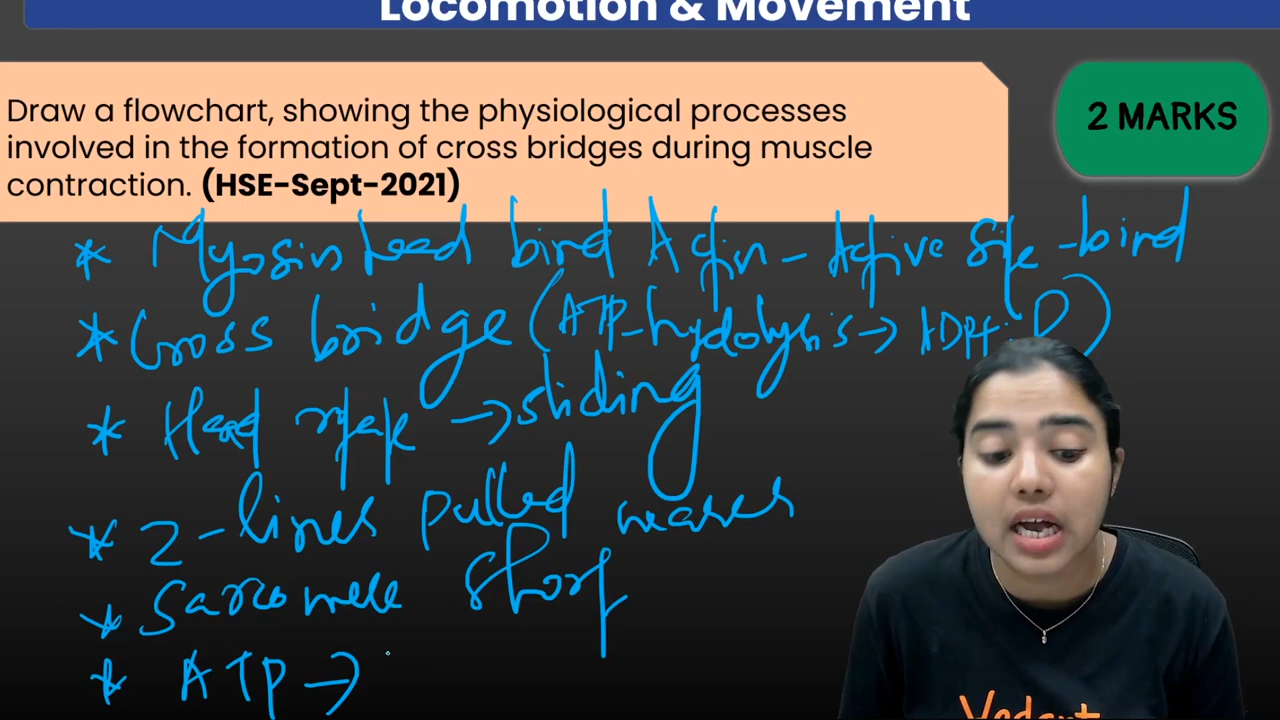 Locomotion & Movement
Draw a flowchart, showing the physiological processes
involved in the formation of cross bridges during muscle
contraction. (HSE-Sept-2021)
2 MARKS
* Myosin head bind Actin - Active site - bind
* Cross bridge (ATP-hydolysis → ADP+ P)
* Head rotate → sliding
* Z-lines pulled nearer
* Sarcomere short
* ATP →
Vedant